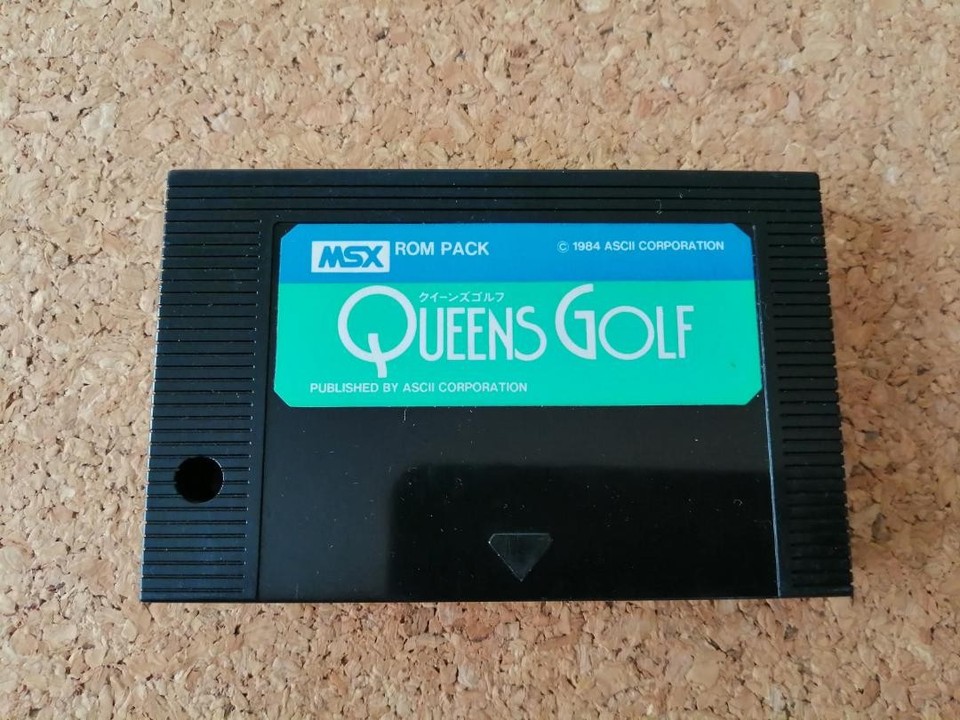 MSX ROM PACK © 1984 ASCII CORPORATION
クイーンズゴルフ
QUEENS GOLF
PUBLISHED BY ASCII CORPORATION